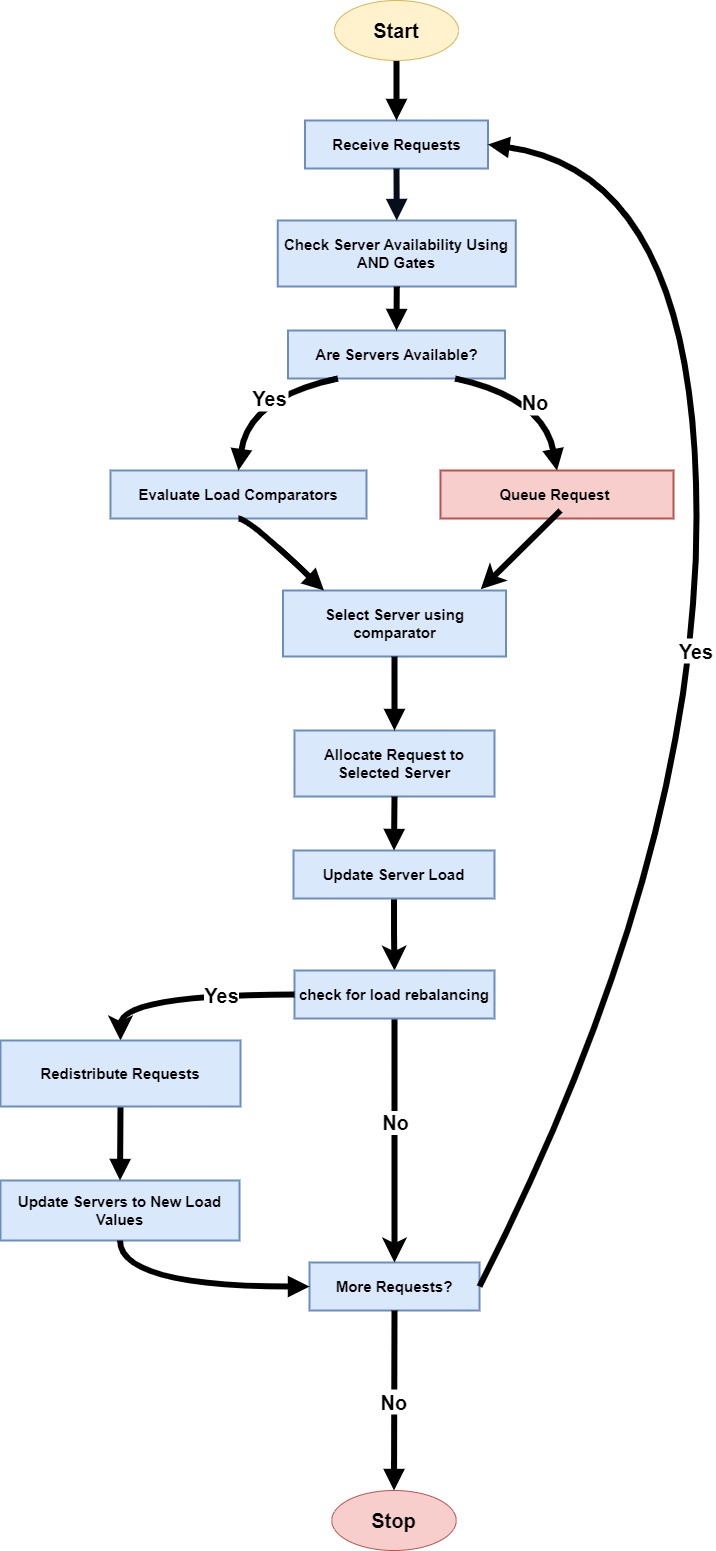 Start
Receive Requests
Check Server Availability Using
AND Gates
Are Servers Available?
Yes
No
Evaluate Load Comparators
Queue Request
Select Server using
comparator
Yes
Allocate Request to
Selected Server
Update Server Load
check for load rebalancing
Yes
Redistribute Requests
No
Update Servers to New Load
Values
More Requests?
No
Stop